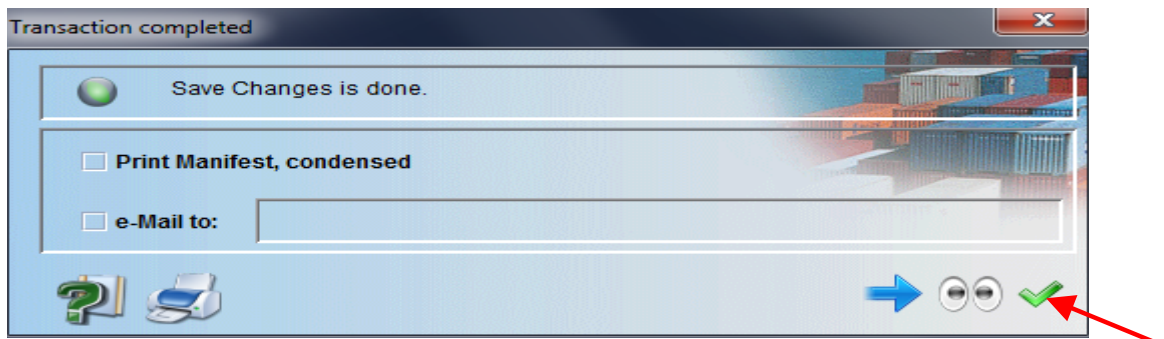 Transaction completed
Save Changes is done.
Print Manifest, condensed
e-Mail to: